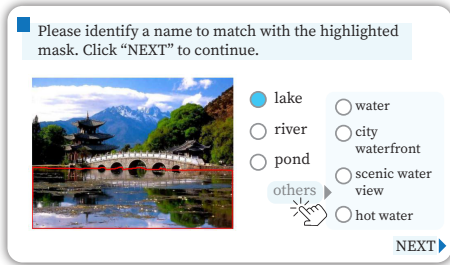 Please identify a name to match with the highlighted
mask. Click “NEXT” to continue.
lake
river
pond
others
water
city
waterfront
scenic water
view
hot water
NEXT